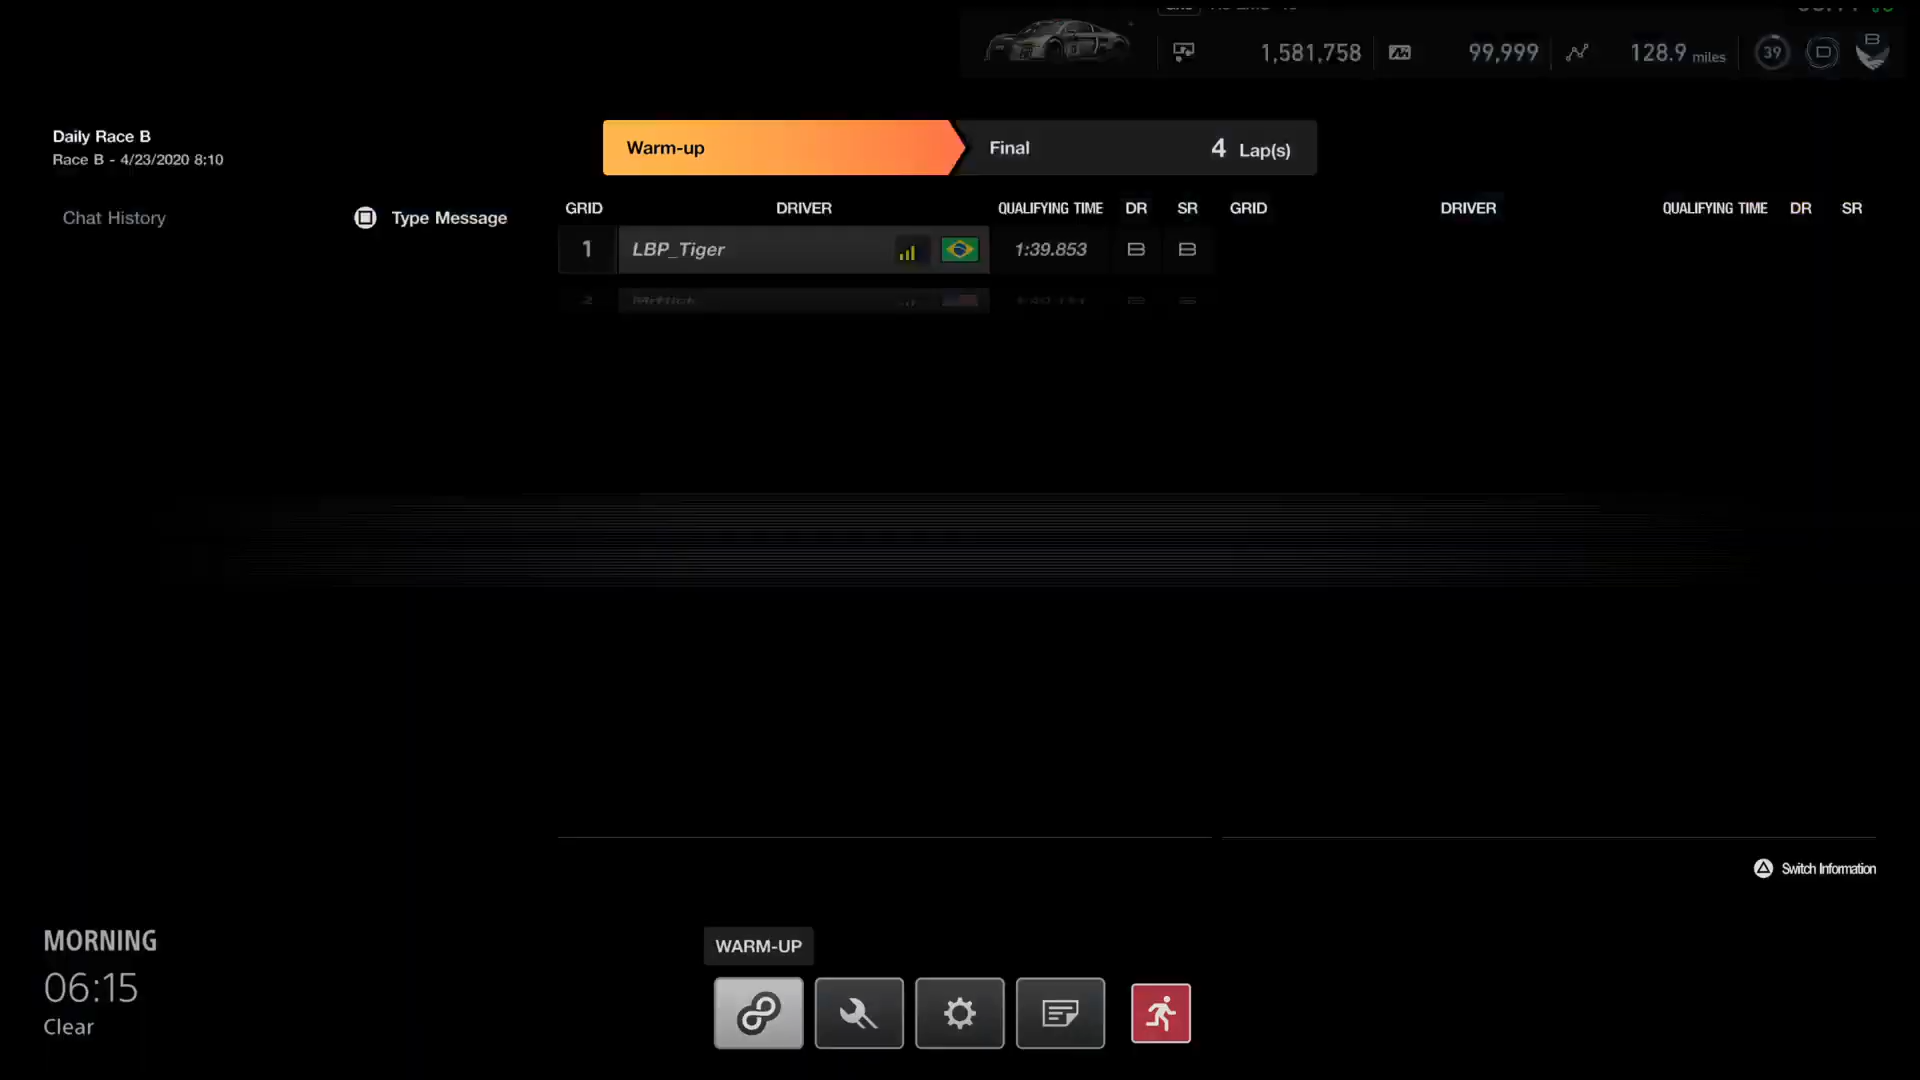 1,581,758 99,999 128.9 miles 39 D B
Daily Race B
Race B - 4/23/2020 8:10
Warm-up Final 4 Lap(s)
Chat History Type Message
GRID DRIVER QUALIFYING TIME DR SR GRID DRIVER QUALIFYING TIME DR SR
1 LBP_Tiger 1:39.853 B B
2
Switch Information
MORNING
06:15
Clear
WARM-UP